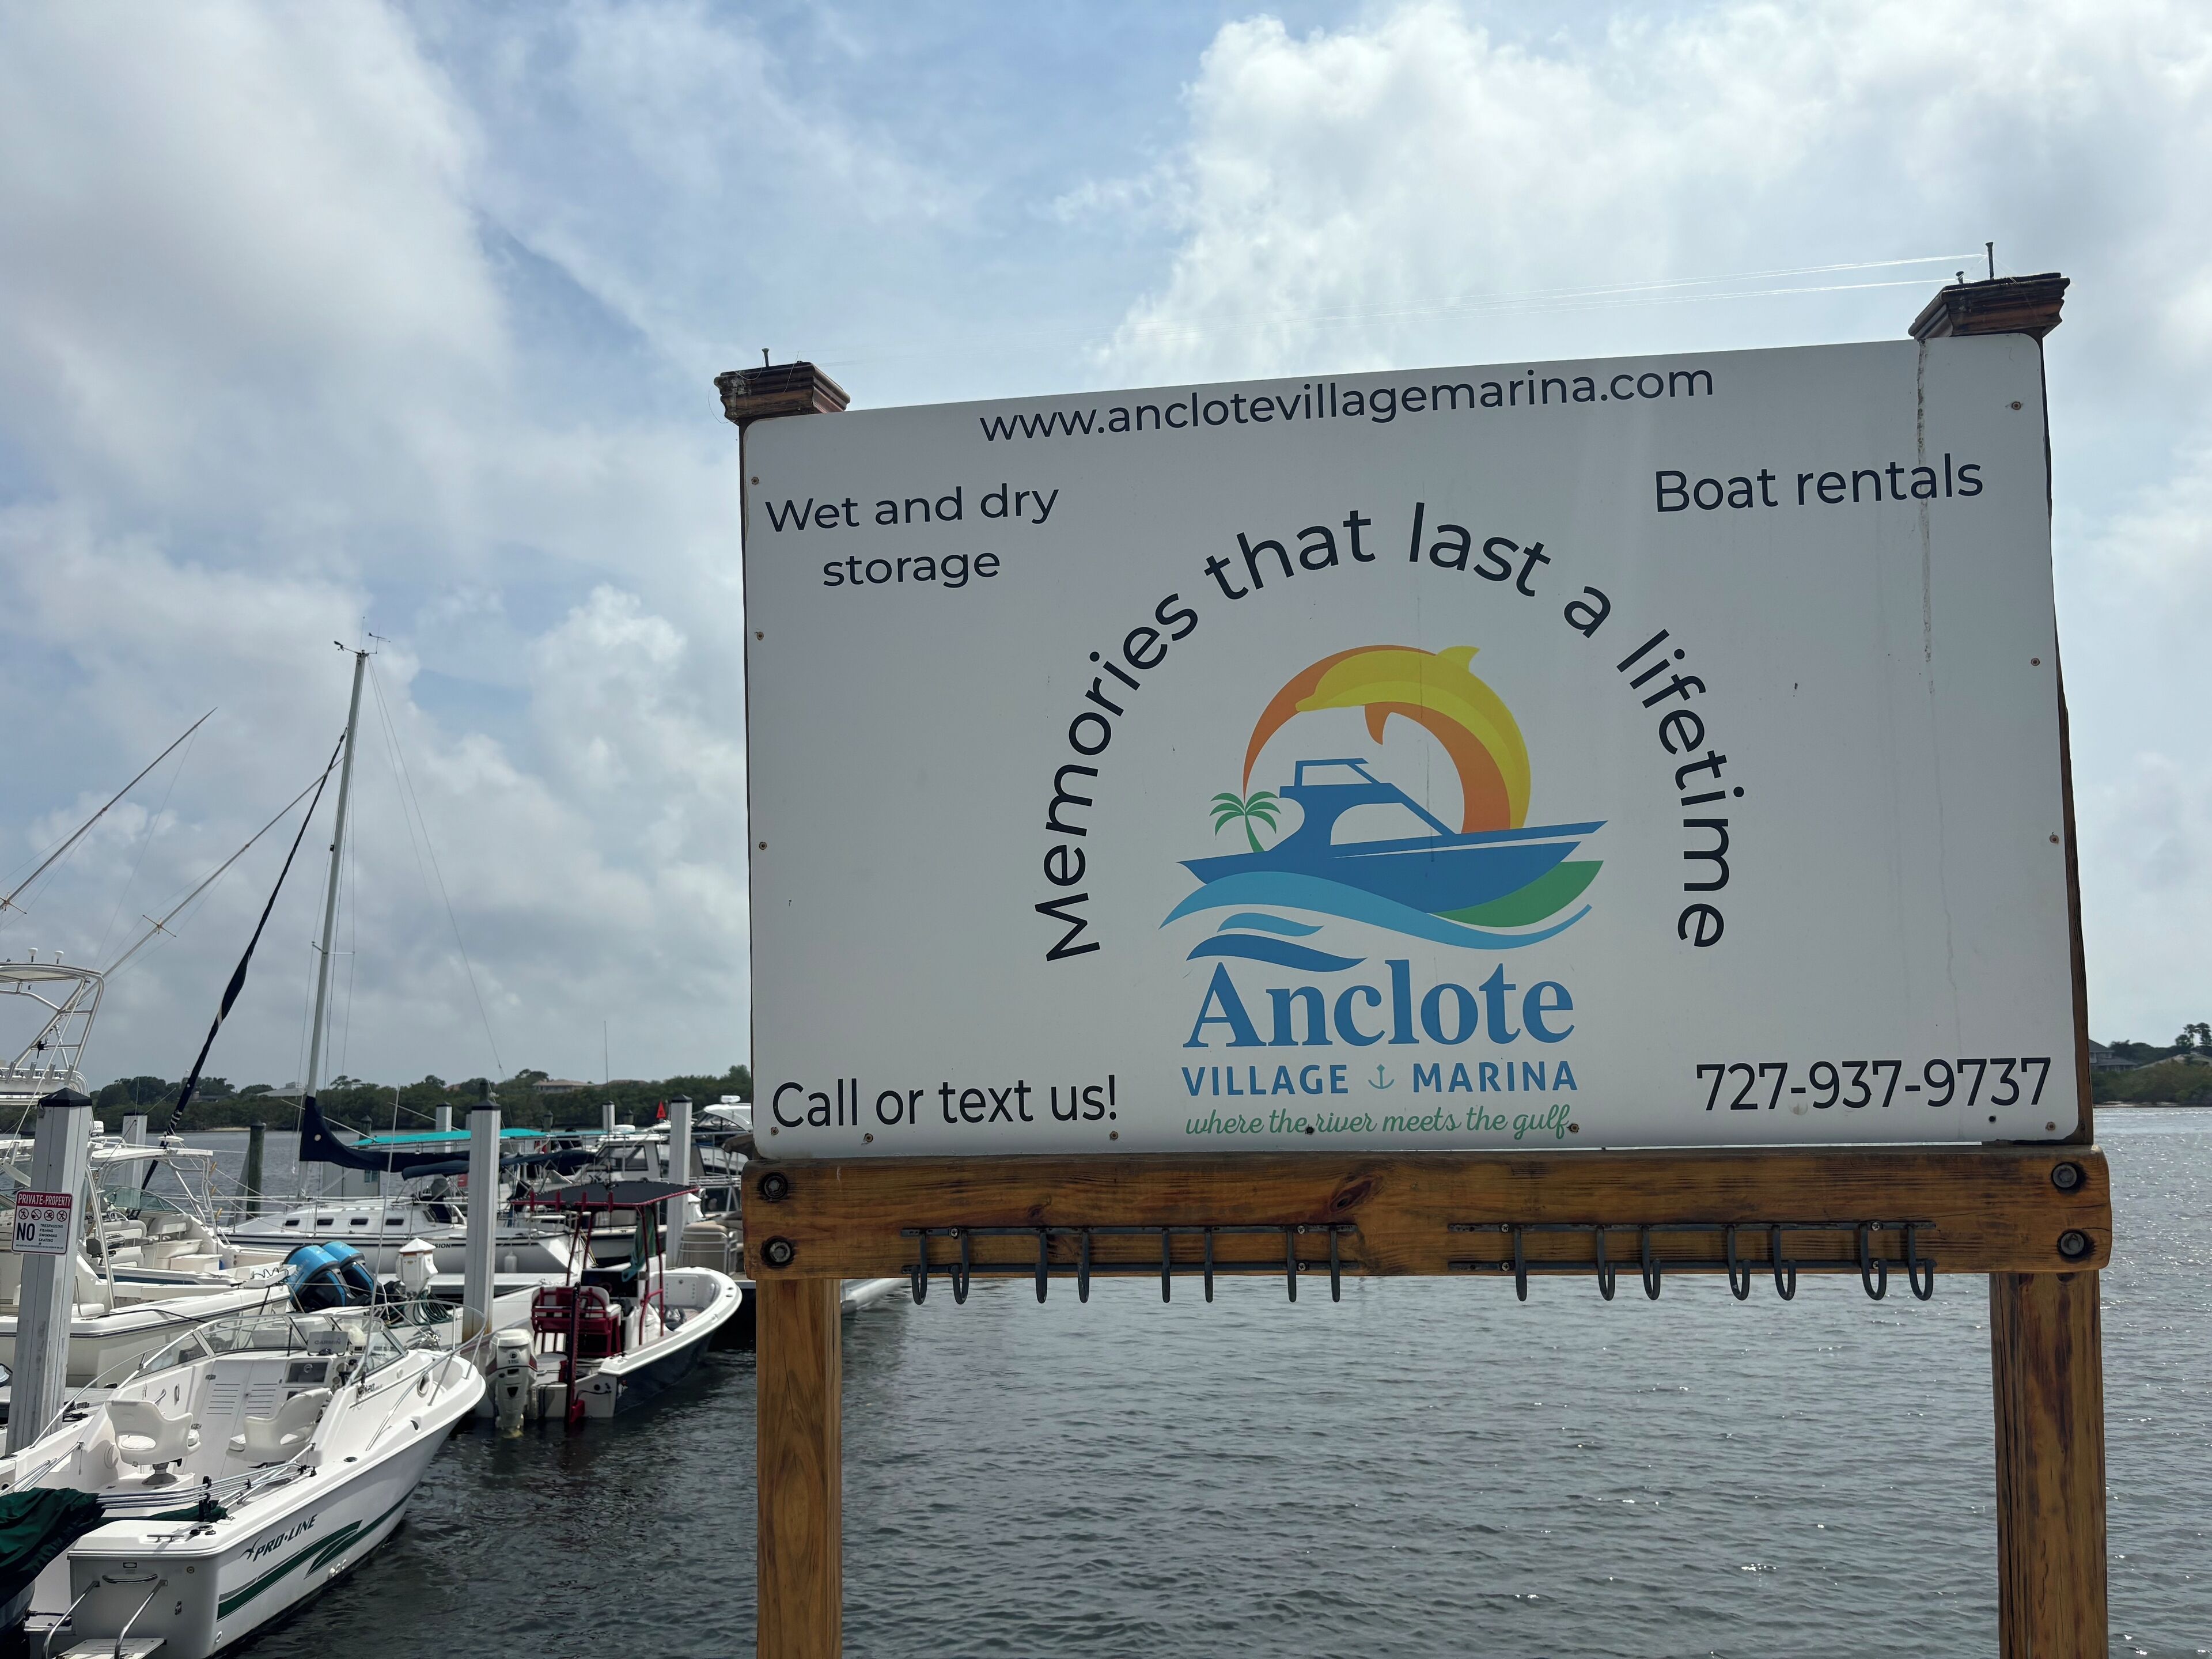 www.anclotevillagemarina.com
Wet and dry
storage
Boat rentals
Memories that last a lifetime
Anclote
VILLAGE MARINA
where the river meets the gulf
Call or text us!
727-937-9737
PRIVATE PROPERTY
NO
PRO-LINE